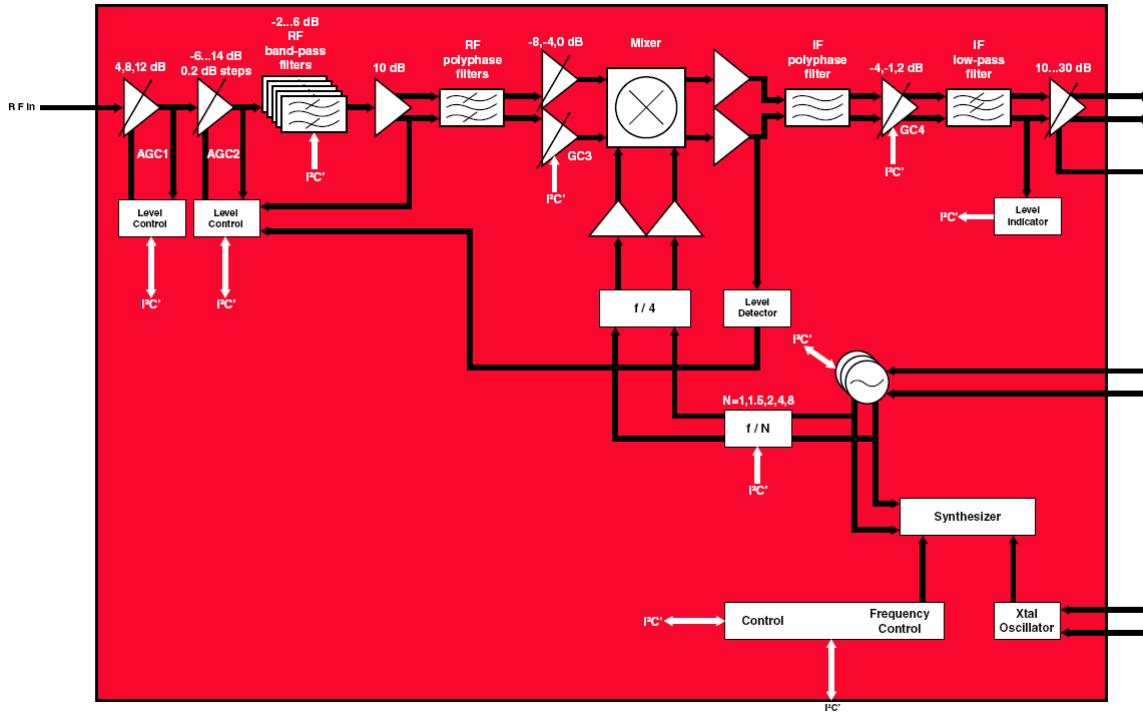 -2...6 dB
RF
band-pass
filters
-6...14 dB
0.2 dB steps
4,8,12 dB
10 dB
RF
polyphase
filters
-8,-4,0 dB
Mixer
IF
polyphase
filter
-4,-1,2 dB
IF
low-pass
filter
10...30 dB
R F In
AGC1
AGC2
I²C'
GC3
I²C'
GC4
I²C'
Level
Control
Level
Control
I²C'
Level
Indicator
I²C'
I²C'
f / 4
Level
Detector
I²C'
N=1,1.5,2,4,8
f / N
I²C'
Synthesizer
I²C'
Control
Frequency
Control
Xtal
Oscillator
I²C'